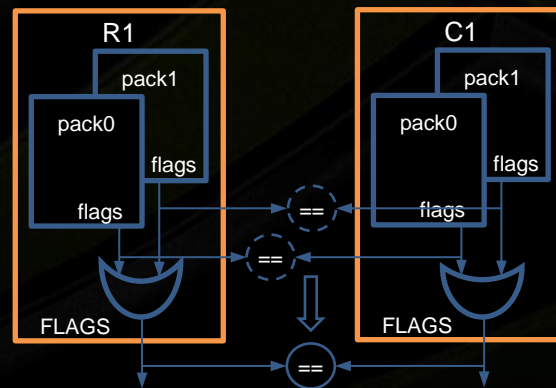 R1
pack1
pack0
flags
flags
FLAGS
==
==
==
C1
pack1
pack0
flags
flags
FLAGS